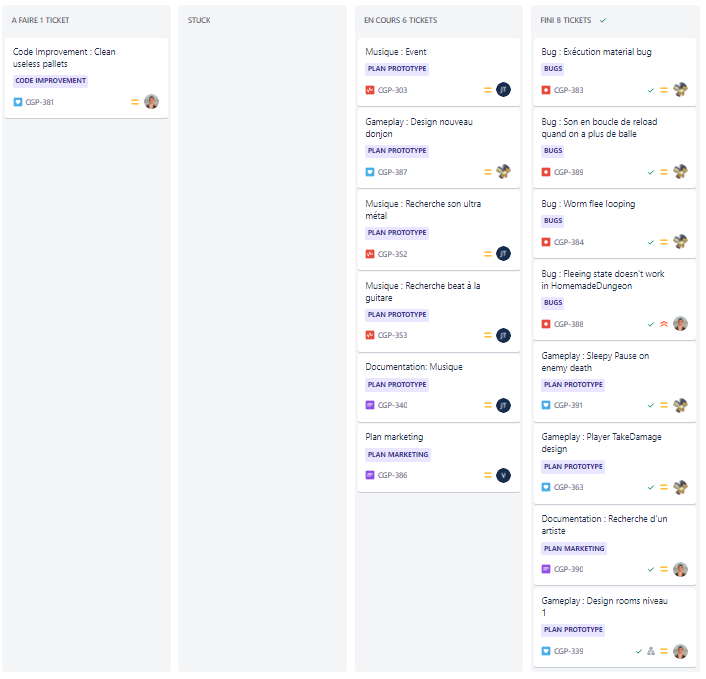 A FAIRE 1 TICKET
Code Improvement : Clean
useless pallets
CODE IMPROVEMENT
CGP-381
STUCK
EN COURS 6 TICKETS
Musique : Event
PLAN PROTOTYPE
CGP-303
JT
Gameplay : Design nouveau
donjon
PLAN PROTOTYPE
CGP-387
Musique : Recherche son ultra
métal
PLAN PROTOTYPE
CGP-352
JT
Musique : Recherche beat à la
guitare
PLAN PROTOTYPE
CGP-353
JT
Documentation: Musique
PLAN PROTOTYPE
CGP-340
JT
Plan marketing
PLAN MARKETING
CGP-386
V
FINI 8 TICKETS
Bug : Exécution material bug
BUGS
CGP-383
Bug : Son en boucle de reload
quand on a plus de balle
BUGS
CGP-389
Bug : Worm flee looping
BUGS
CGP-384
Bug : Fleeing state doesn't work
in HomemadeDungeon
BUGS
CGP-388
Gameplay : Sleepy Pause on
enemy death
PLAN PROTOTYPE
CGP-391
Gameplay : Player TakeDamage
design
PLAN PROTOTYPE
CGP-363
Documentation : Recherche d'un
artiste
PLAN MARKETING
CGP-390
Gameplay : Design rooms niveau
1
PLAN PROTOTYPE
CGP-339